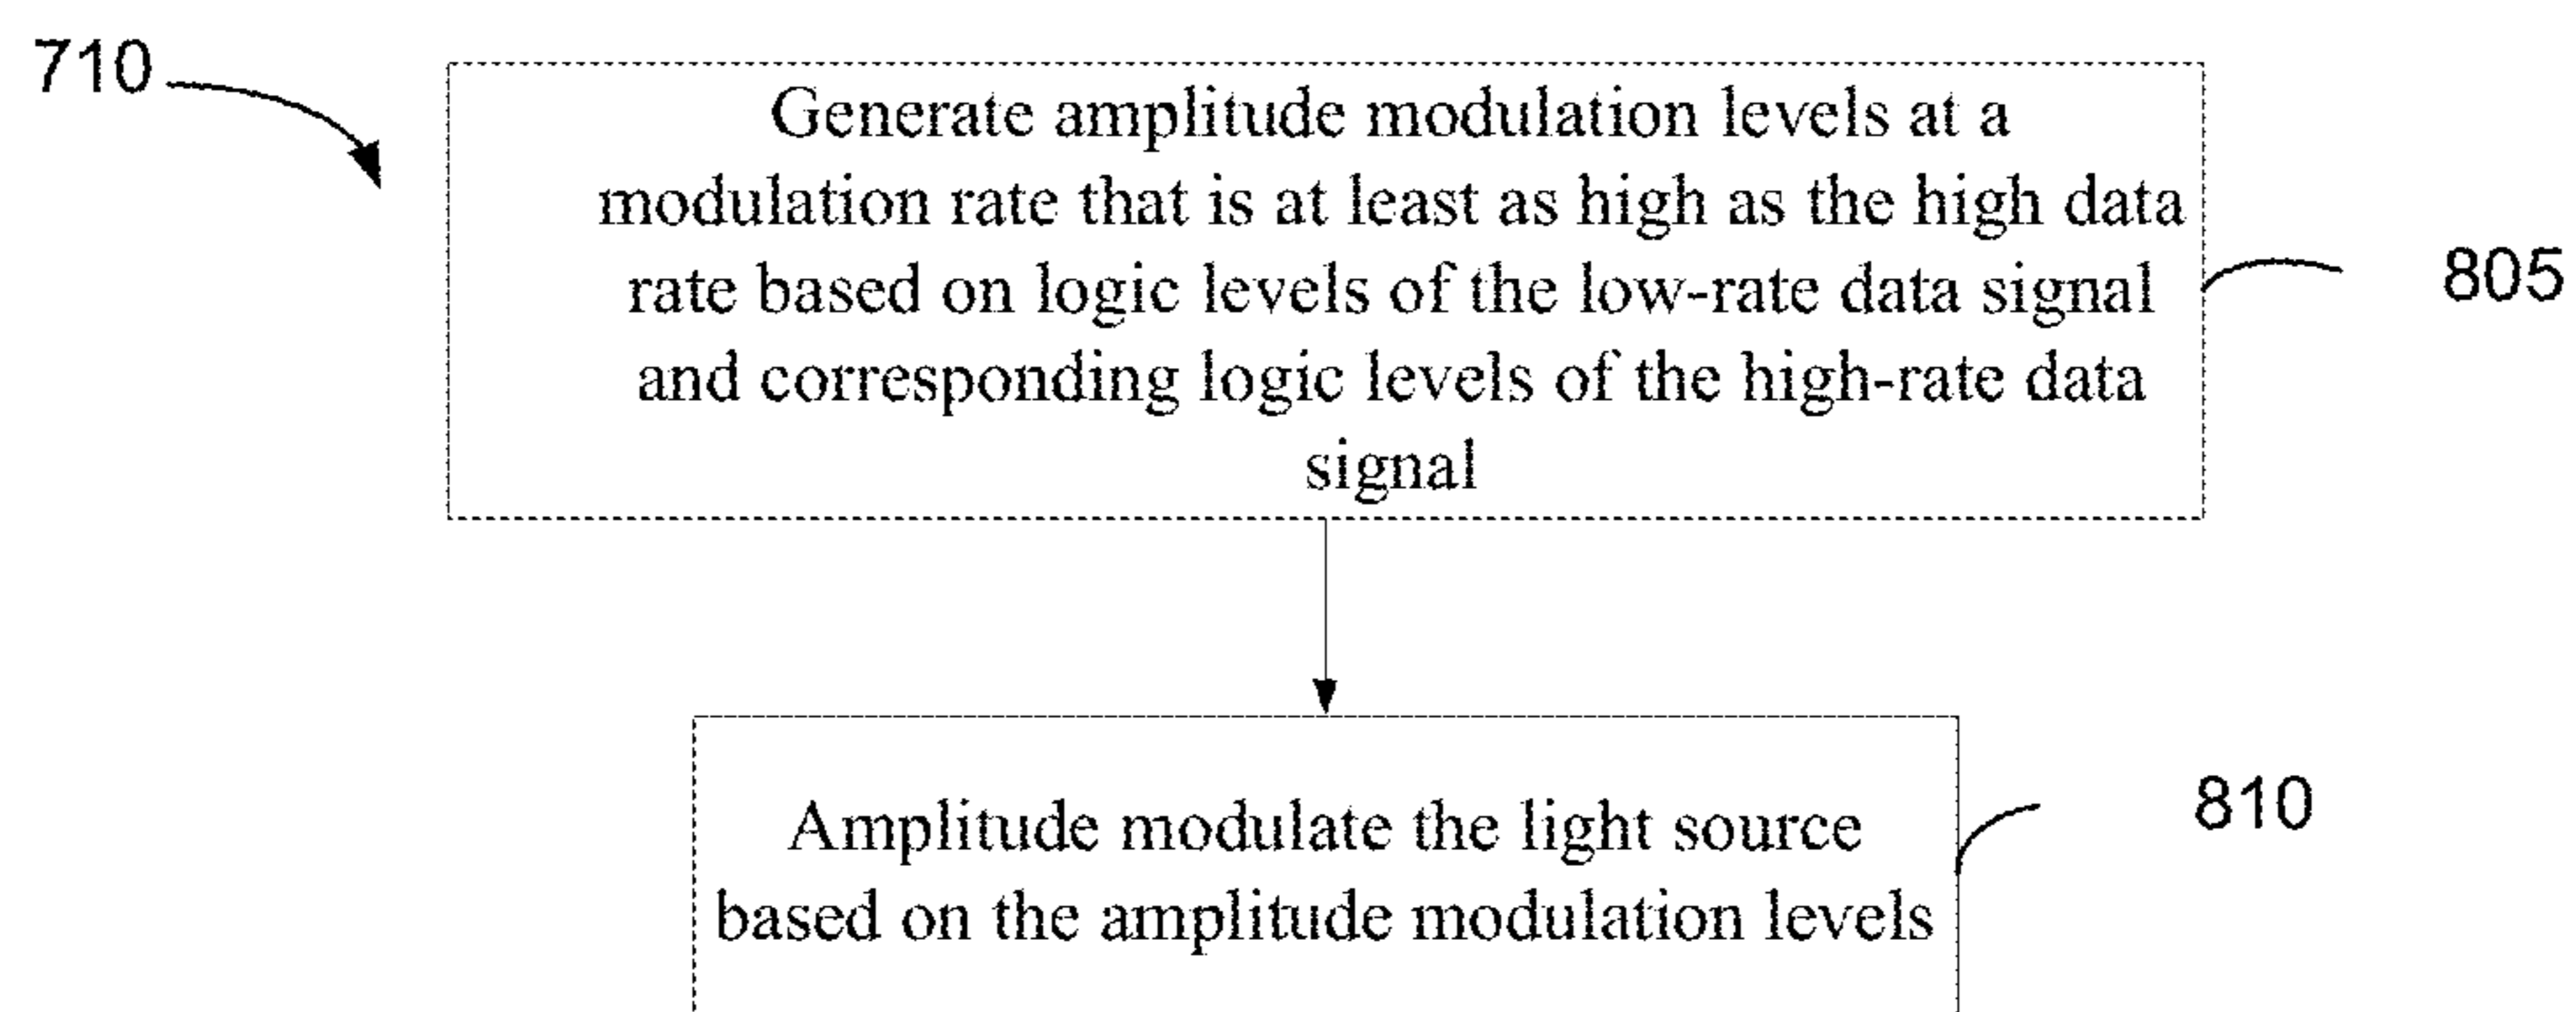 710
Generate amplitude modulation levels at a
modulation rate that is at least as high as the high data
rate based on logic levels of the low-rate data signal
and corresponding logic levels of the high-rate data
signal
805
Amplitude modulate the light source
based on the amplitude modulation levels
810